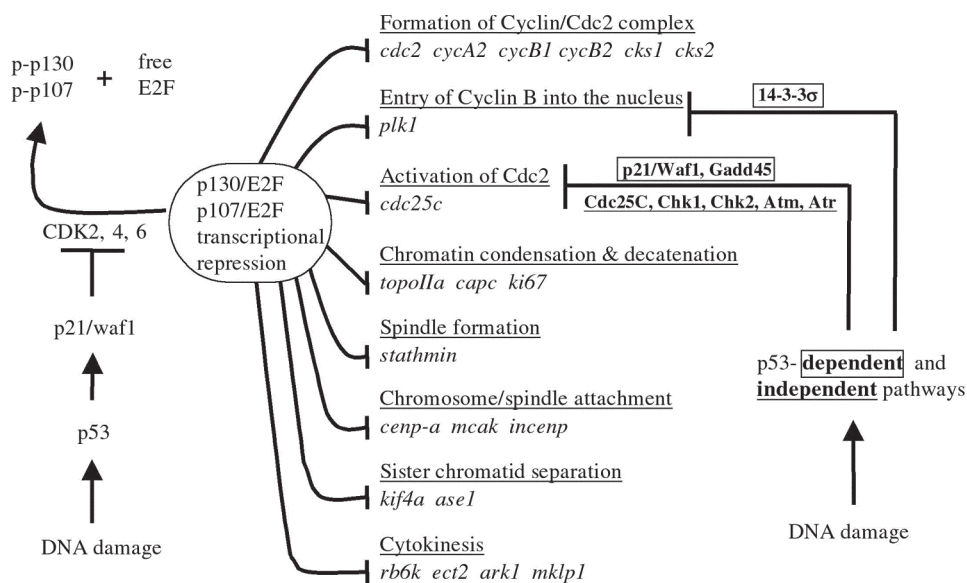 p-p130 + free
p-p107 E2F
CDK2, 4, 6
p21/waf1
p53
DNA damage
p130/E2F
p107/E2F
transcriptional
repression
Formation of Cyclin/Cdc2 complex
cdc2 cycA2 cycB1 cycB2 cks1 cks2
Entry of Cyclin B into the nucleus
plk1
Activation of Cdc2
cdc25c
Chromatin condensation & decatenation
topoIIa capc ki67
Spindle formation
stathmin
Chromosome/spindle attachment
cenp-a mcak incenp
Sister chromatid separation
kif4a ase1
Cytokinesis
rb6k ect2 ark1 mklp1
14-3-3σ
p21/Waf1, Gadd45
Cdc25C, Chk1, Chk2, Atm, Atr
p53- dependent and
independent pathways
DNA damage